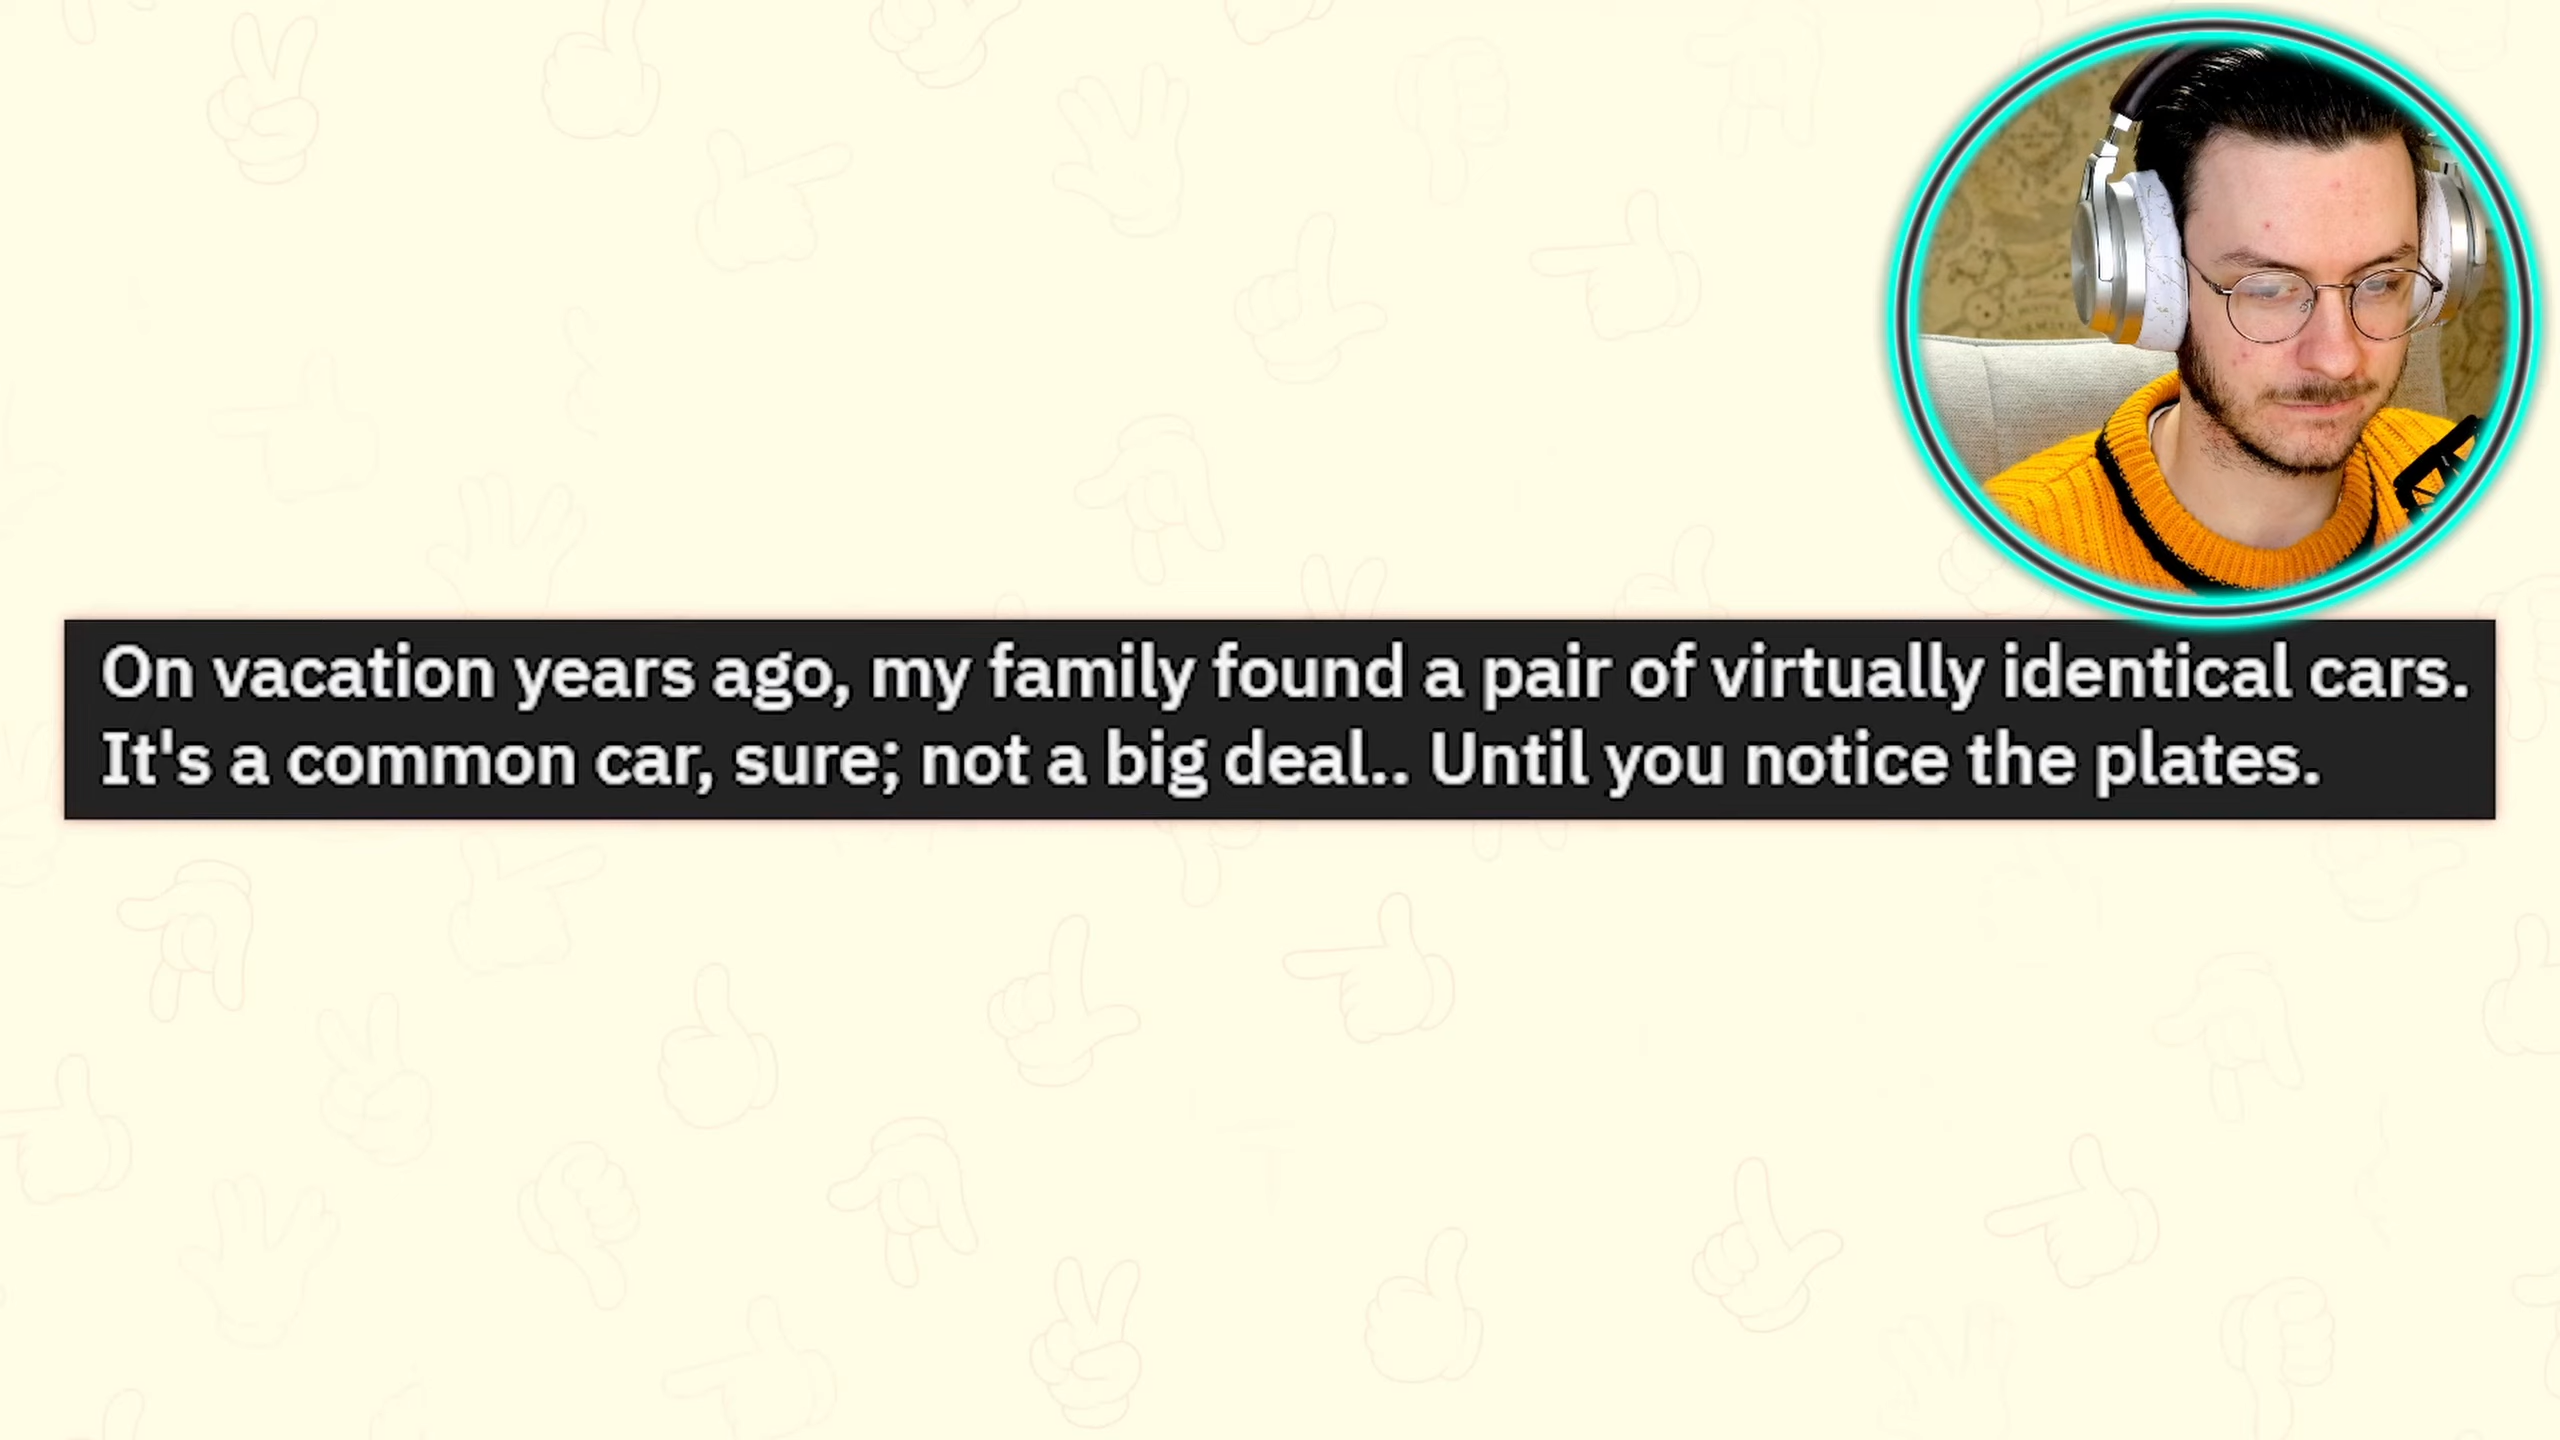 On vacation years ago, my family found a pair of virtually identical cars.
It's a common car, sure; not a big deal.. Until you notice the plates.